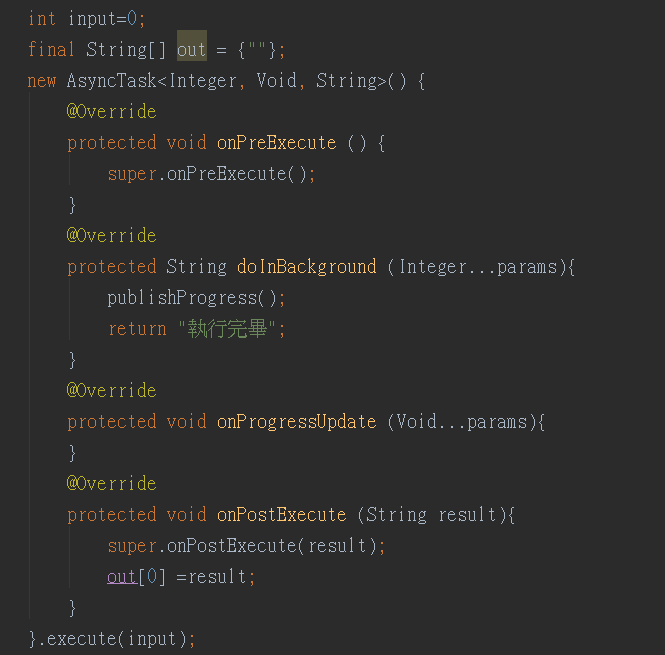 int input=0;
final String[] out = {""};
new AsyncTask<Integer, Void, String>() {
@Override
protected void onPreExecute () {
super.onPreExecute();
}
@Override
protected String doInBackground (Integer...params){
publishProgress();
return "執行完畢";
}
@Override
protected void onProgressUpdate (Void...params){
}
@Override
protected void onPostExecute (String result){
super.onPostExecute(result);
out[0] =result;
}
}.execute(input);